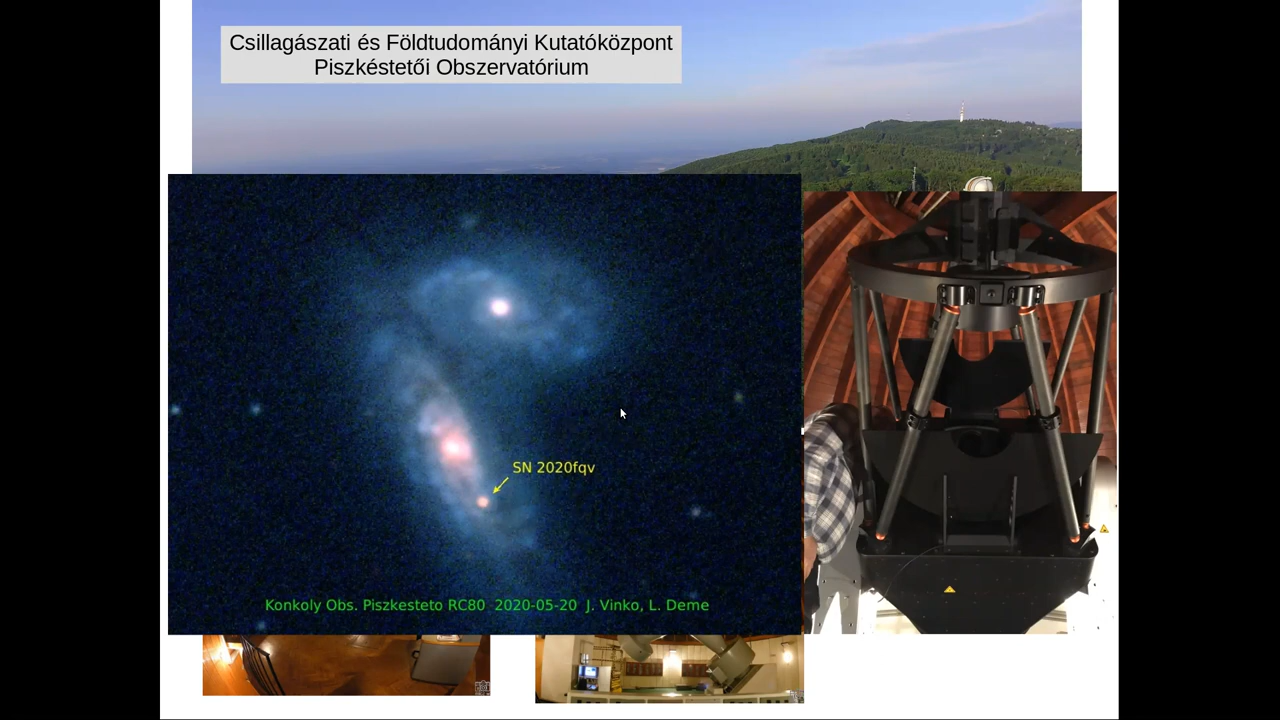 Csillagászati és Földtudományi Kutatóközpont
Piszkéstetői Obszervatórium
SN 2020fqv
Konkoly Obs. Piszkesteto RC80 2020-05-20 J. Vinko, L. Deme